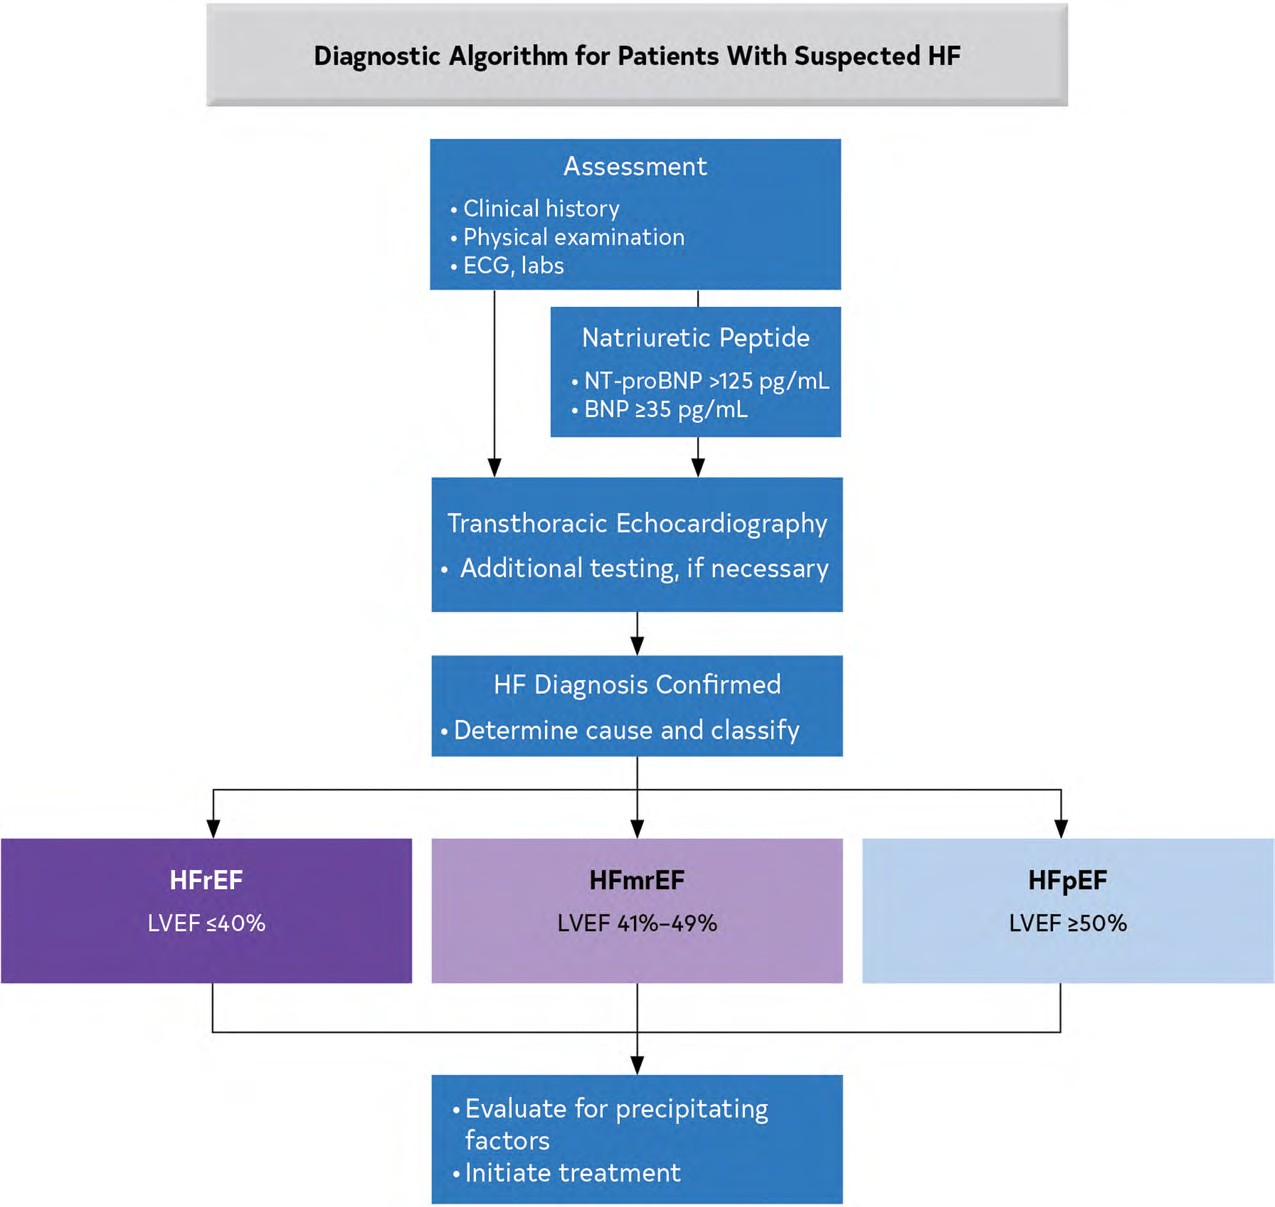 Diagnostic Algorithm for Patients With Suspected HF
Assessment
• Clinical history
• Physical examination
• ECG, labs
Natriuretic Peptide
• NT-proBNP >125 pg/mL
• BNP ≥35 pg/mL
Transthoracic Echocardiography
• Additional testing, if necessary
HF Diagnosis Confirmed
• Determine cause and classify
HFrEF
LVEF ≤40%
HFmrEF
LVEF 41%–49%
HFpEF
LVEF ≥50%
• Evaluate for precipitating
factors
• Initiate treatment